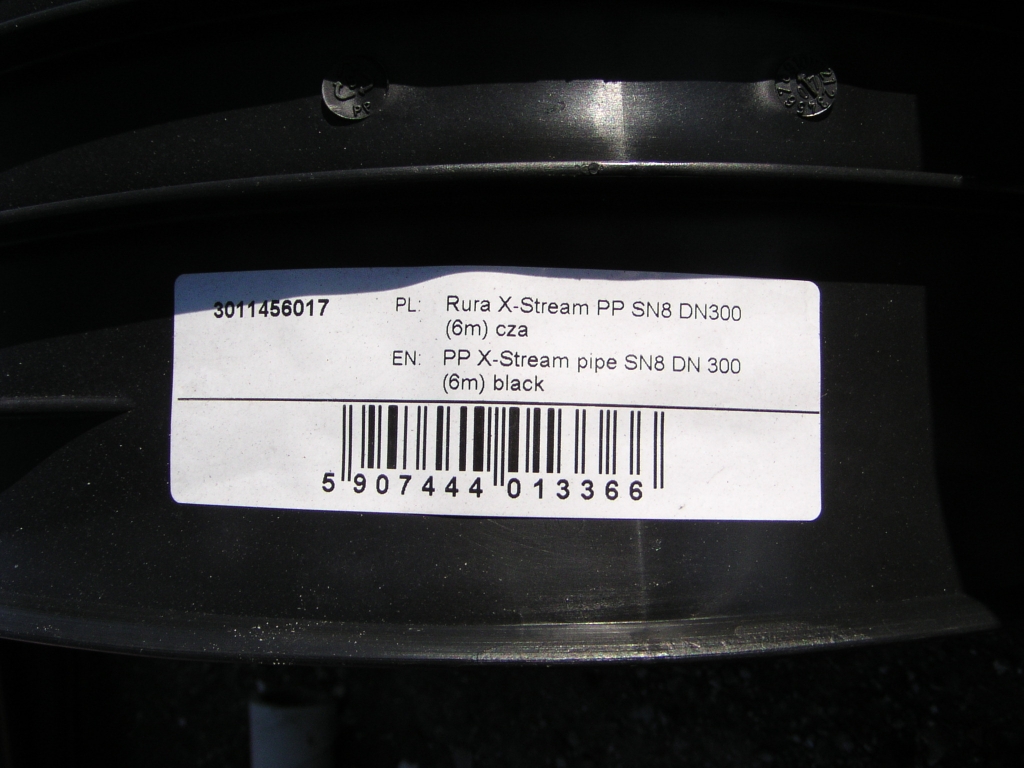 PP
3011456017 PL: Rura X-Stream PP SN8 DN300
(6m) cza
EN: PP X-Stream pipe SN8 DN 300
(6m) black
5 907444 013366